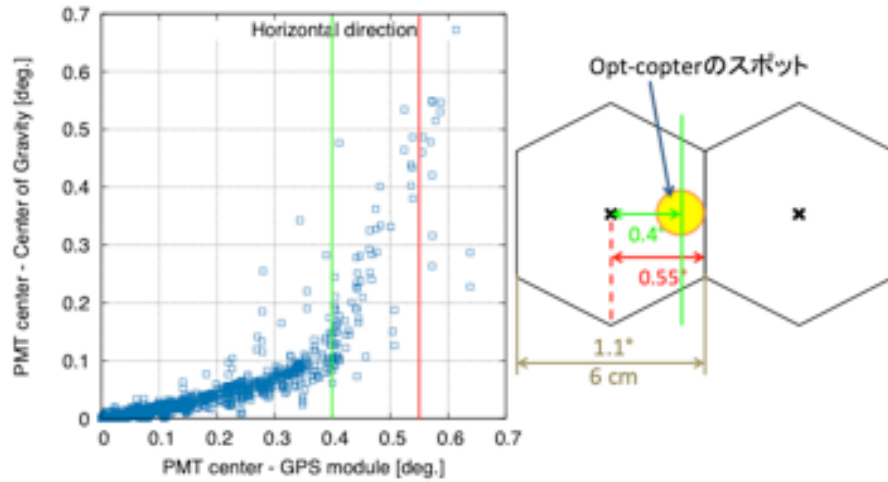 Horizontal direction
PMT center - Center of Gravity [deg.]
0.7
0.6
0.5
0.4
0.3
0.2
0.1
0
0 0.1 0.2 0.3 0.4 0.5 0.6 0.7
PMT center - GPS module [deg.]
Opt-copterのスポット
0.4°
0.55°
1.1°
6 cm